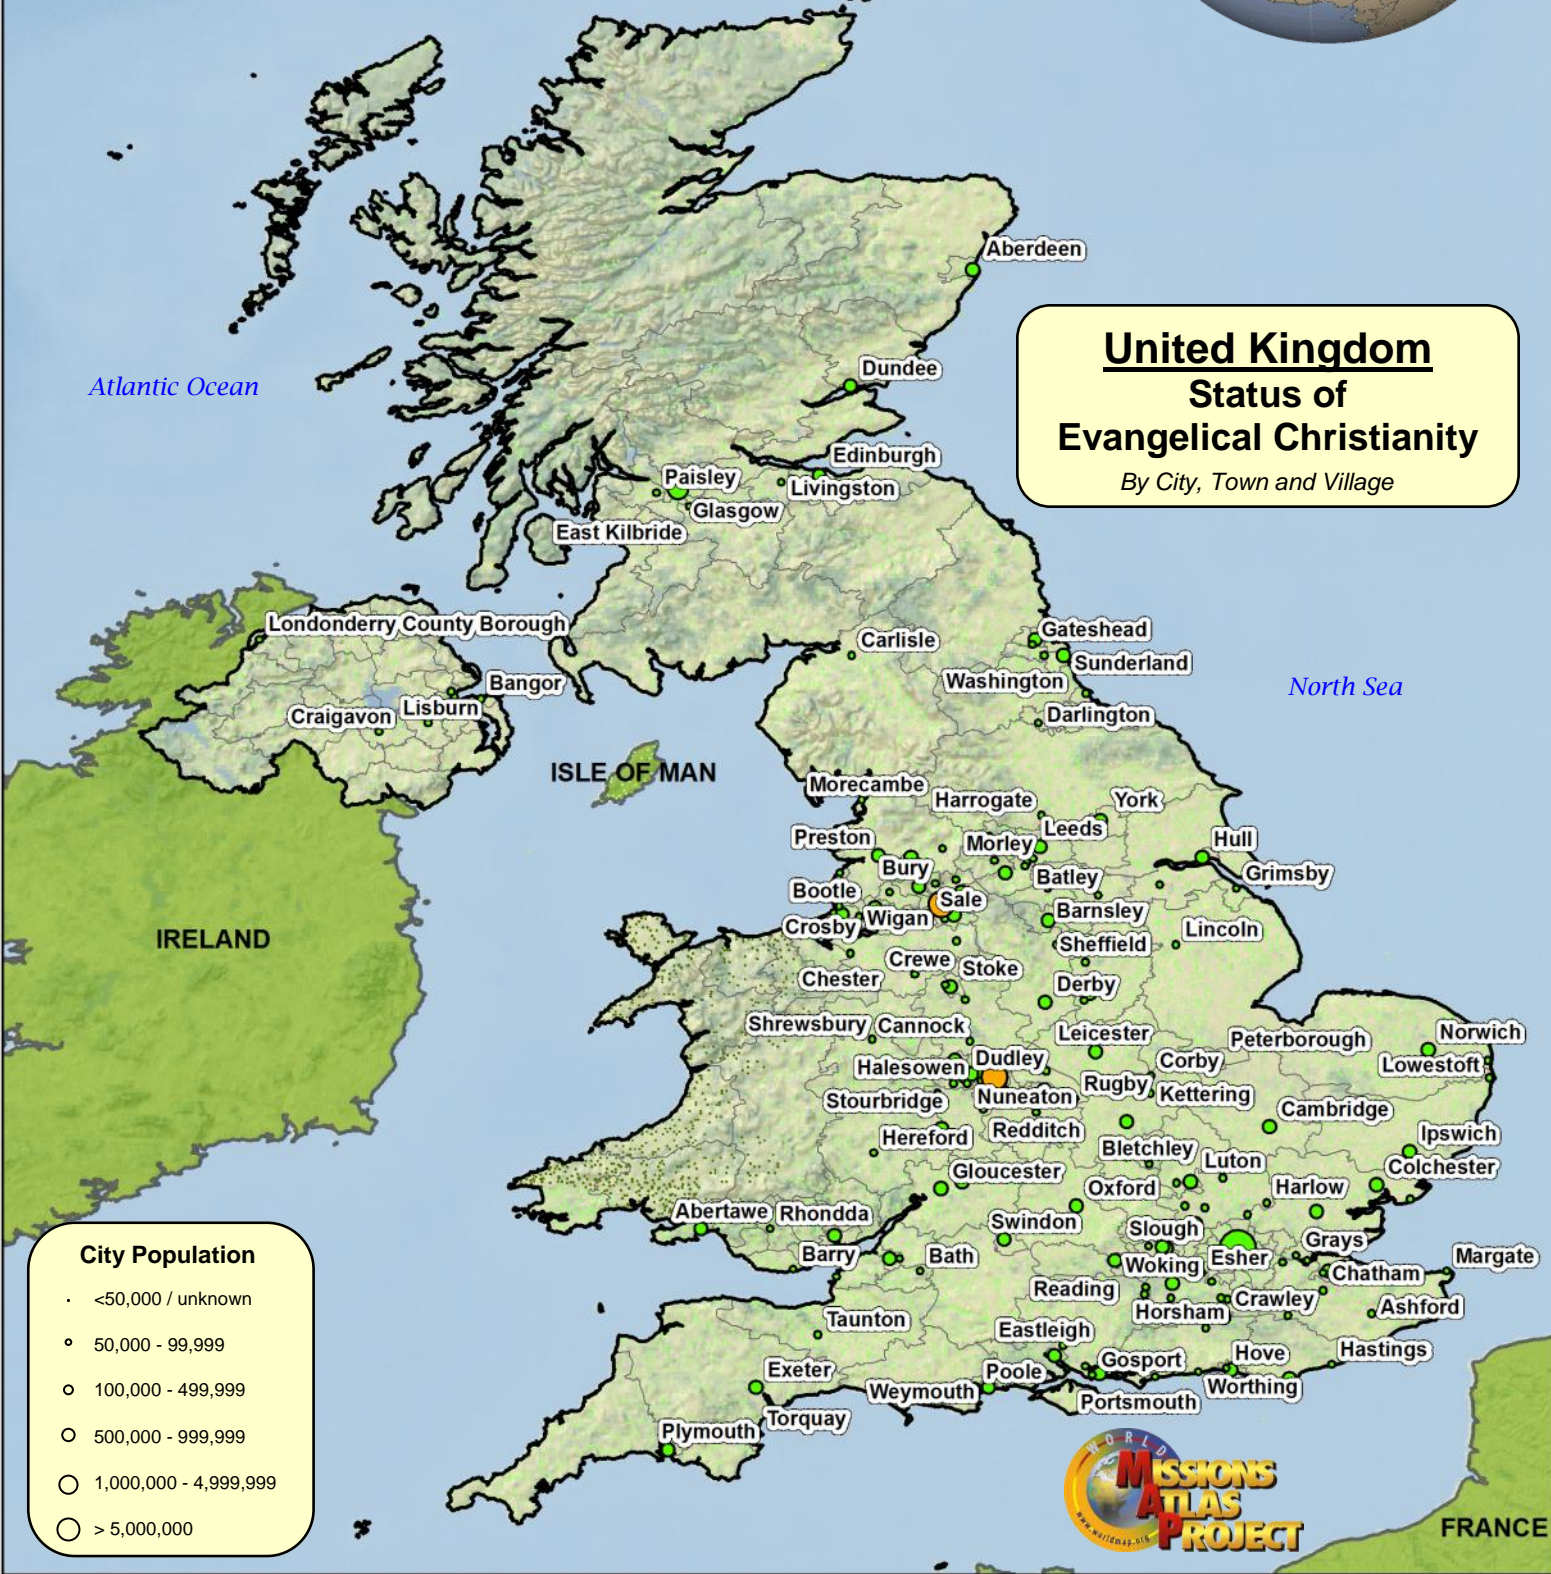 Aberdeen
United Kingdom
Status of
Evangelical Christianity
By City, Town and Village
Atlantic Ocean
Dundee
Edinburgh
Paisley
Livingston
Glasgow
East Kilbride
Londonderry County Borough
Gateshead
Carlisle
Sunderland
Washington
Bangor
North Sea
Lisburn
Craigavon
Darlington
ISLE OF MAN
Morecambe
Harrogate
York
Leeds
Preston
Morley
Hull
Bury
Grimsby
Batley
Bootle
Sale
Wigan
Barnsley
Crosby
Lincoln
IRELAND
Sheffield
Crewe
Stoke
Chester
Derby
Shrewsbury
Cannock
Leicester
Peterborough
Norwich
Dudley
Corby
Lowestoft
Halesowen
Rugby
Kettering
Nuneaton
Stourbridge
Cambridge
Redditch
Ipswich
Hereford
Bletchley
Luton
Colchester
Gloucester
Oxford
Harlow
Abertawe
Rhondda
Swindon
Slough
Grays
Barry
Bath
Esher
Margate
Woking
Chatham
Reading
Crawley
Horsham
Ashford
Taunton
Eastleigh
Hove
Hastings
Gosport
Exeter
Poole
Weymouth
Worthing
Portsmouth
Torquay
Plymouth
City Population
<50,000 / unknown
50,000 - 99,999
100,000 - 499,999
500,000 - 999,999
1,000,000 - 4,999,999
> 5,000,000
WORLD
MISSIONS
ATLAS
PROJECT
www.worldmap.org
FRANCE